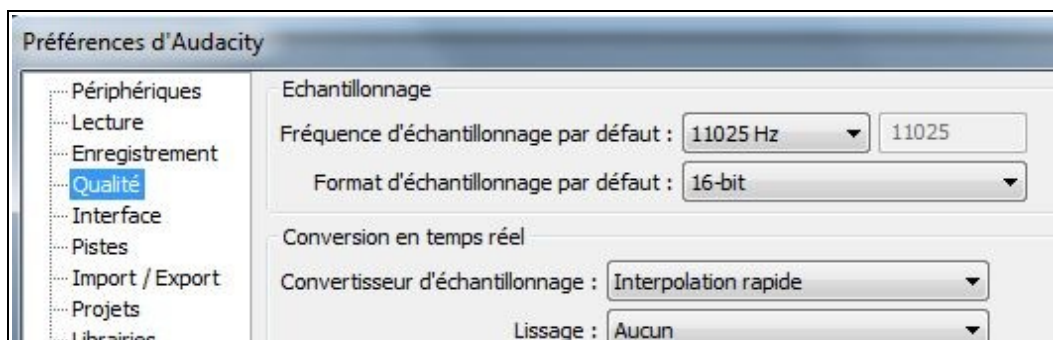 Préférences d'Audacity
Périphériques
Lecture
Enregistrement
Qualité
Interface
Pistes
Import / Export
Projets
Librairies
Echantillonnage
Fréquence d'échantillonnage par défaut : 11025 Hz 11025
Format d'échantillonnage par défaut : 16-bit
Conversion en temps réel
Convertisseur d'échantillonnage : Interpolation rapide
Lissage : Aucun